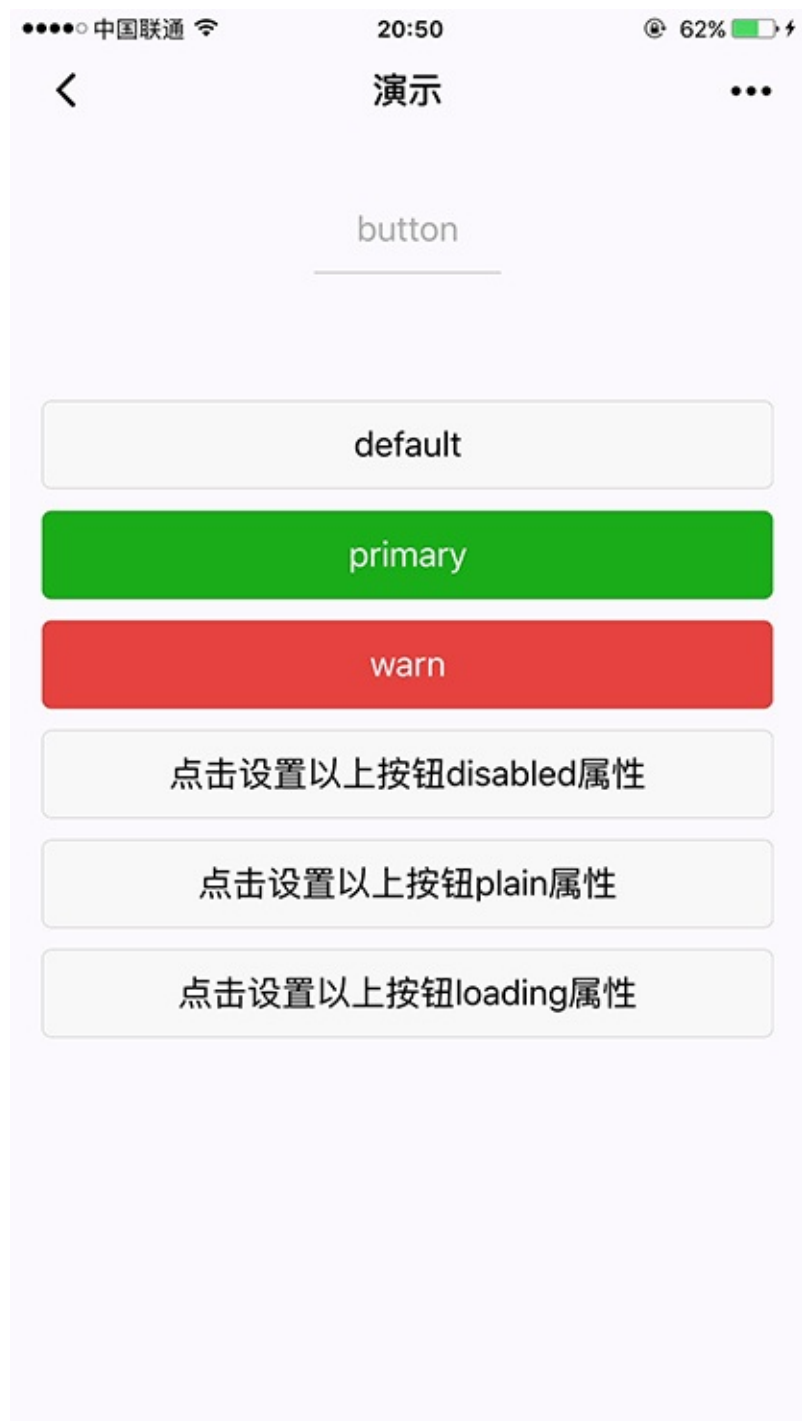 中国联通 20:50 62%
演示
button
default
primary
warn
点击设置以上按钮disabled属性
点击设置以上按钮plain属性
点击设置以上按钮loading属性